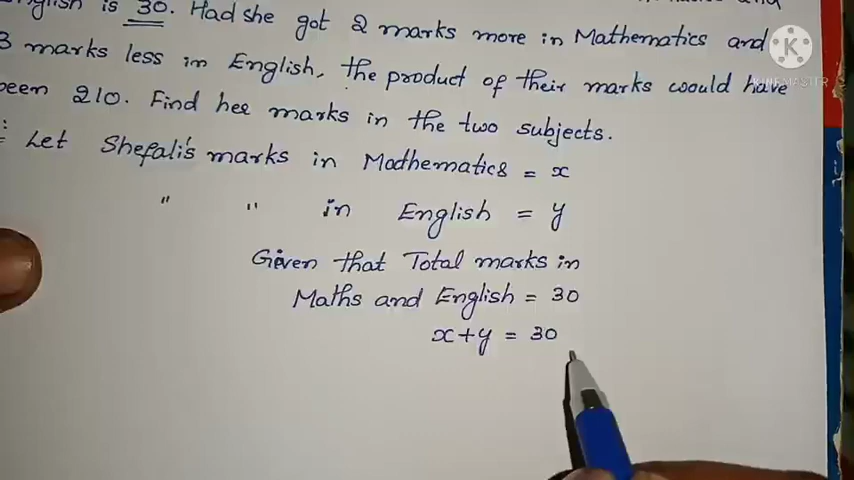 English is 30. Had she got 2 marks more in Mathematics and
3 marks less in English, the product of their marks would have
been 210. Find her marks in the two subjects.
: Let Shefali's marks in Mathematics = x
" " in English = y
Given that Total marks in
Maths and English = 30
x+y = 30
K
KINEMASTER